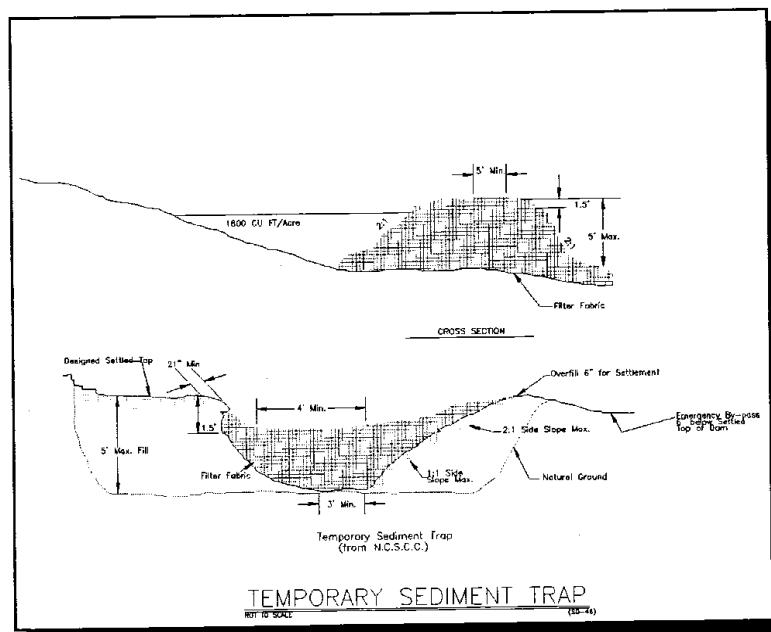 5' Min.
1.5'
1800 CU FT/Acre
2:1
2:1
5' Max.
Filter Fabric
CROSS SECTION
Designed Settled Top
21" Min
Overfill 6" for Settlement
4' Min.
1.5'
Emergency By-pass
6" below Settled
Top of Dam
5' Max. Fill
2:1 Side Slope Max.
Filter Fabric
1:1 Side
Slope Max.
Natural Ground
3' Min.
Temporary Sediment Trap
(from N.C.S.C.C.)
TEMPORARY SEDIMENT TRAP
NOT TO SCALE
(SD-46)